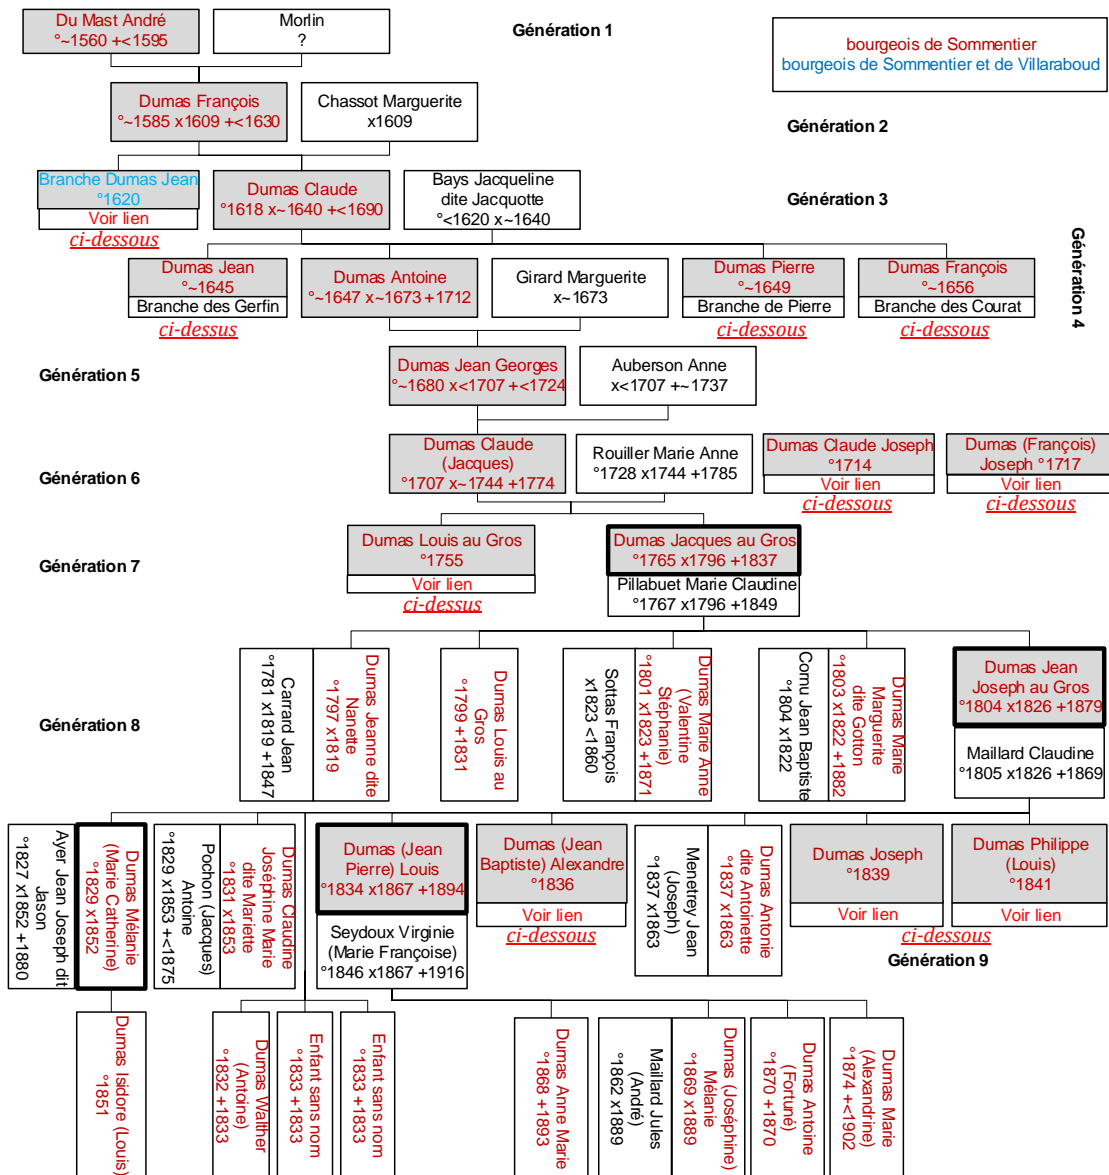 Du Mast André
°~1560 +<1595
Morlin
?
Génération 1
bourgeois de Sommentier
bourgeois de Sommentier et de Villaraboud
Dumas François
°~1585 x1609 +<1630
Chassot Marguerite
x1609
Génération 2
Branche Dumas Jean
°1620
Voir lien
ci-dessous
Dumas Claude
°1618 x~1640 +<1690
Bays Jacqueline
dite Jacquotte
°<1620 x~1640
Génération 3
Dumas Jean
°~1645
Branche des Gerfin
ci-dessus
Dumas Antoine
°~1647 x~1673 +1712
Girard Marguerite
x~1673
Dumas Pierre
°~1649
Branche de Pierre
ci-dessous
Dumas François
°~1656
Branche des Courat
ci-dessous
Génération 4
Génération 5
Dumas Jean Georges
°~1680 x<1707 +<1724
Auberson Anne
x<1707 +~1737
Génération 6
Dumas Claude
(Jacques)
°1707 x~1744 +1774
Rouiller Marie Anne
°1728 x1744 +1785
Dumas Claude Joseph
°1714
Voir lien
ci-dessous
Dumas (François)
Joseph °1717
Voir lien
ci-dessous
Génération 7
Dumas Louis au Gros
°1755
Voir lien
ci-dessus
Dumas Jacques au Gros
°1765 x1796 +1837
Pillabuet Marie Claudine
°1767 x1796 +1849
Génération 8
Carrard Jean
°1781 x1819 +1847
Dumas Jeanne dite
Nanette
°1797 x1819
Dumas Louis au
Gros
°1799 +1831
Sottas François
x1823 <1860
Dumas Marie Anne
(Valentine
Stéphanie)
°1801 x1823 +1871
Cornu Jean Baptiste
°1804 x1822
Dumas Marie
Marguerite
dite Gotton
°1803 x1822 +1882
Dumas Jean
Joseph au Gros
°1804 x1826 +1879
Maillard Claudine
°1805 x1826 +1869
Ayer Jean Joseph dit
Jason
°1827 x1852 +1880
Dumas Mélanie
(Marie Catherine)
°1829 x1852
Pochon (Jacques)
Antoine
°1829 x1853 +<1875
Dumas Claudine
Joséphine Marie
dite Mariette
°1831 x1853
Dumas (Jean
Pierre) Louis
°1834 x1867 +1894
Seydoux Virginie
(Marie Françoise)
°1846 x1867 +1916
Dumas (Jean
Baptiste) Alexandre
°1836
Voir lien
ci-dessous
Menetrey Jean
(Joseph)
°1837 x1863
Dumas Antonie
dite Antoinette
°1837 x1863
Dumas Joseph
°1839
Voir lien
Dumas Philippe
(Louis)
°1841
Voir lien
ci-dessous
Génération 9
Dumas Isidore (Louis)
°1851
Dumas Walther
(Antoine)
°1832 +1833
Enfant sans nom
°1833 +1833
Enfant sans nom
°1833 +1833
Dumas Anne Marie
°1868 +1893
Maillard Jules
(André)
°1862 x1889
Dumas (Joséphine)
Mélanie
°1869 x1889
Dumas Antoine
(Fortuné)
°1870 +1870
Dumas Marie
(Alexandrine)
°1874 +<1902